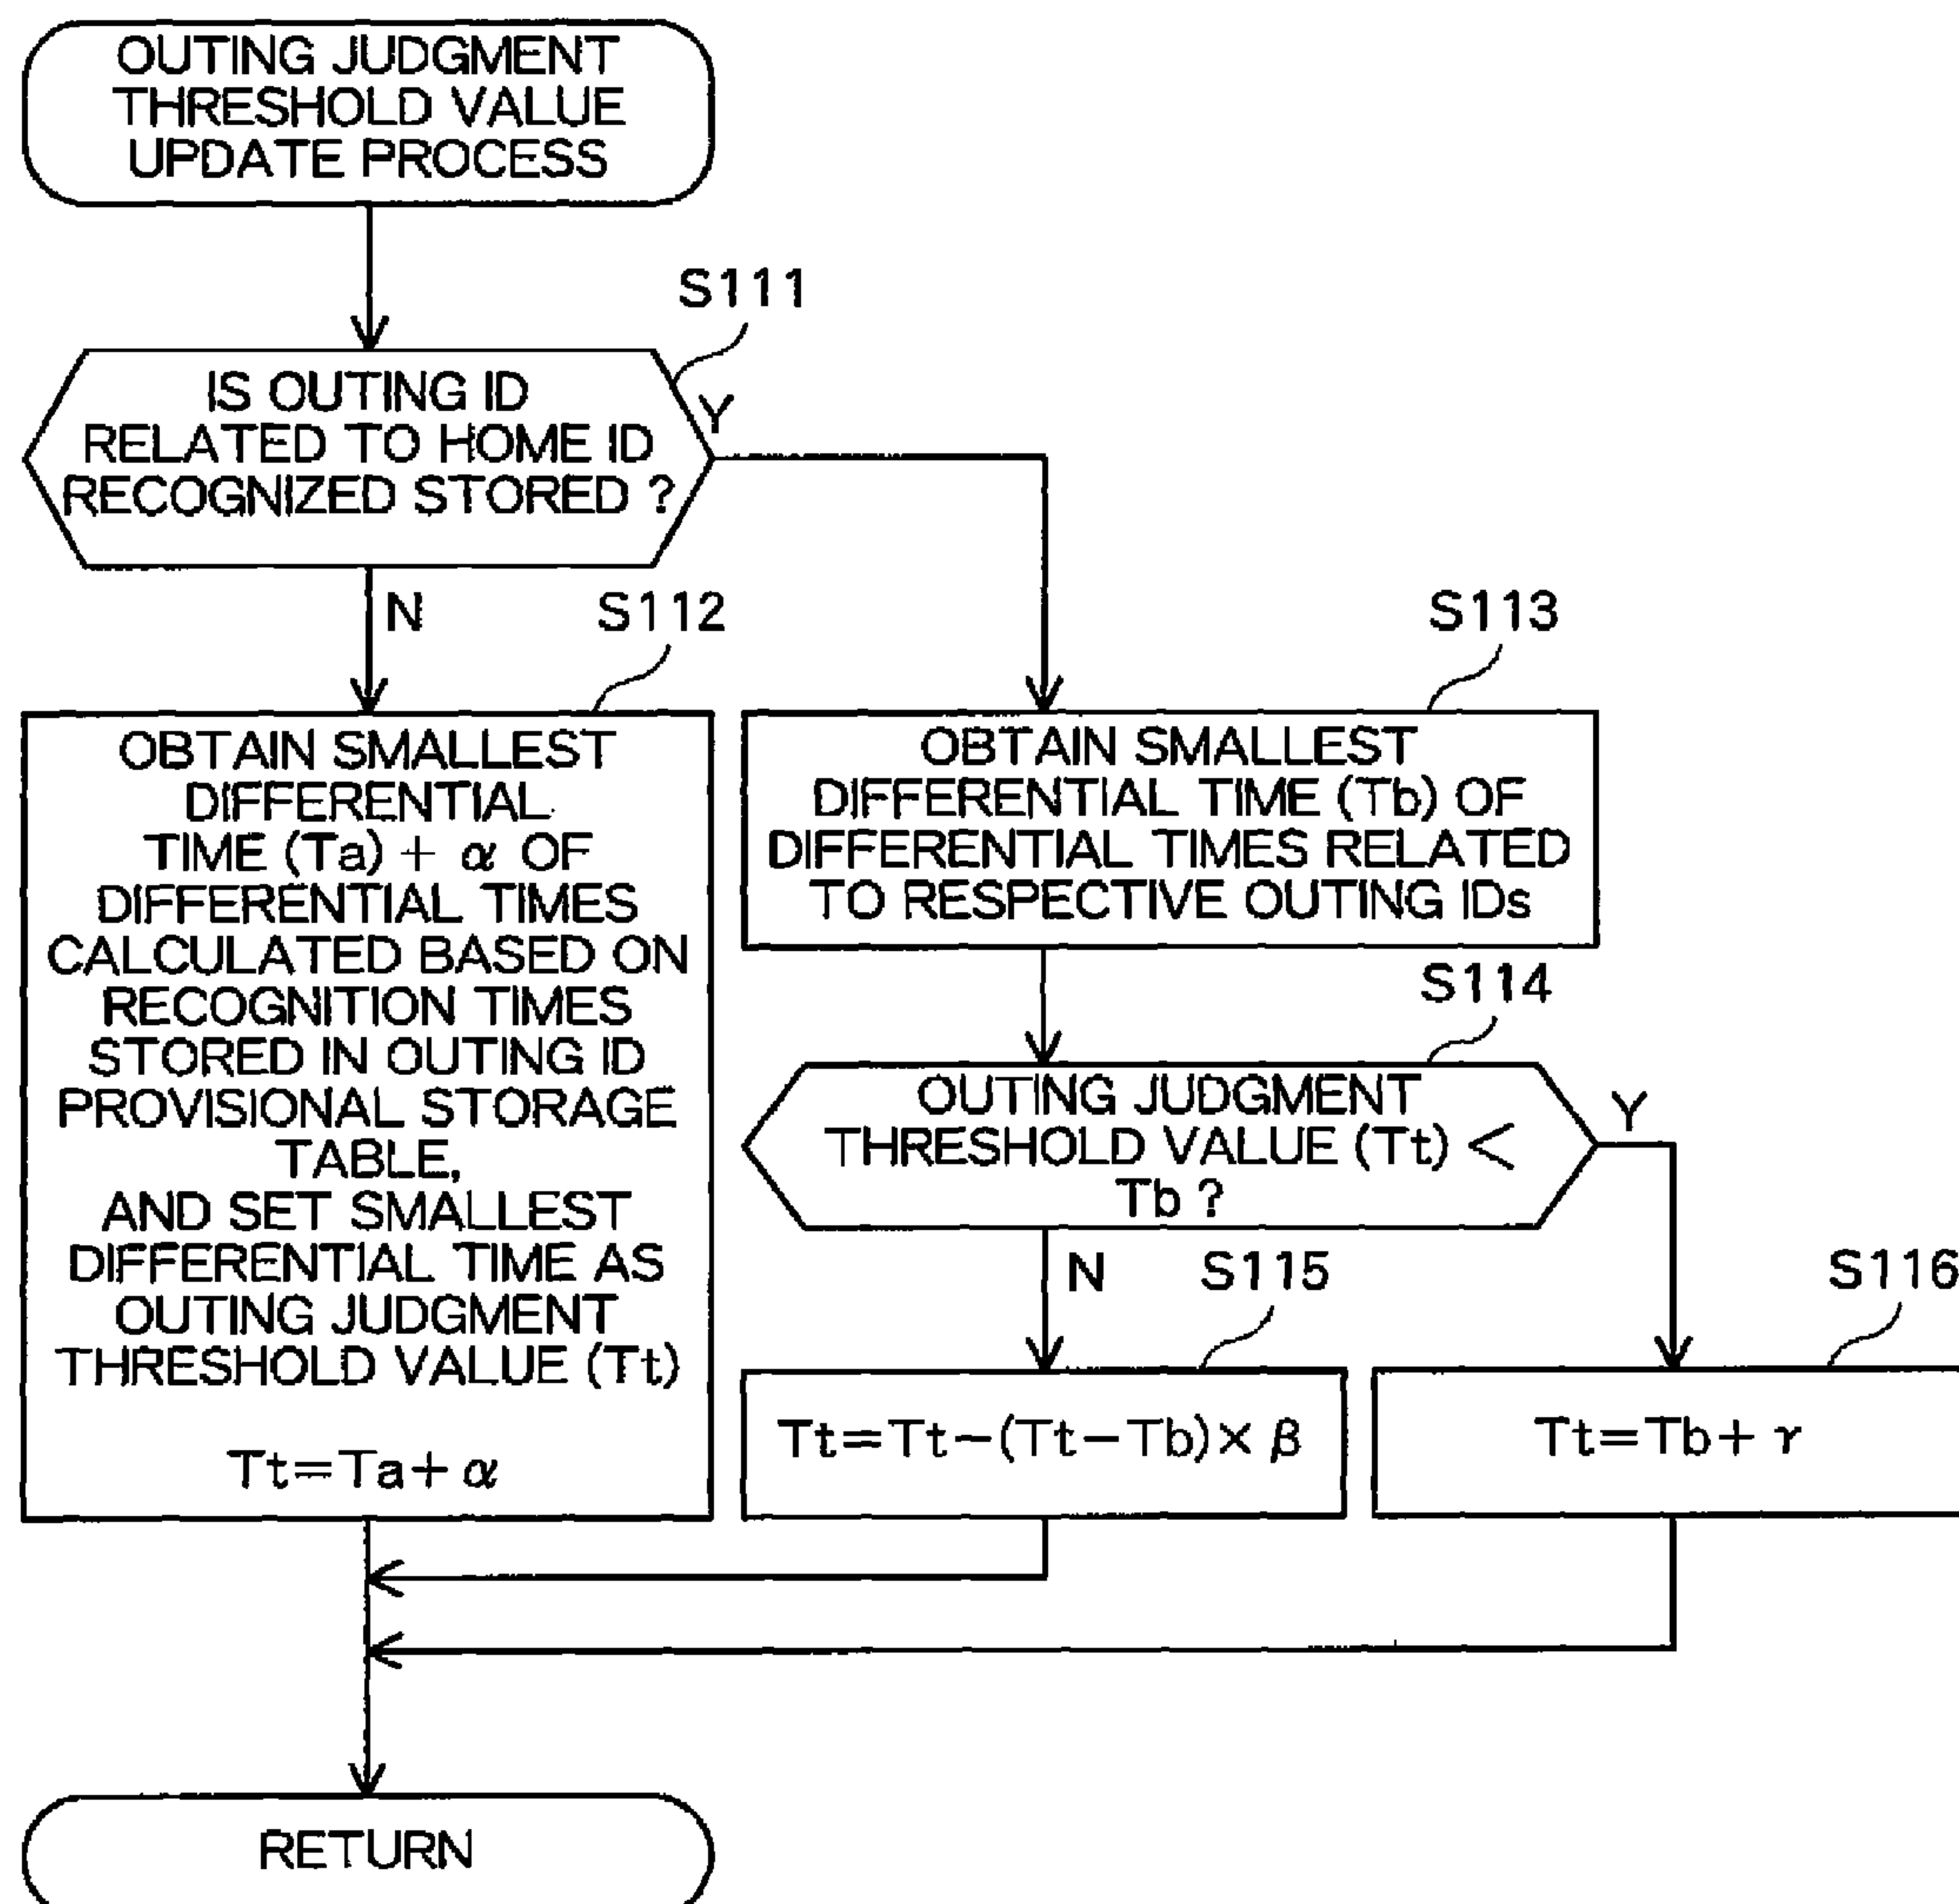 OUTING JUDGMENT
THRESHOLD VALUE
UPDATE PROCESS
S111
IS OUTING ID
RELATED TO HOME ID
RECOGNIZED STORED ?
Y
N
S112
OBTAIN SMALLEST
DIFFERENTIAL
TIME (Ta) + α OF
DIFFERENTIAL TIMES
CALCULATED BASED ON
RECOGNITION TIMES
STORED IN OUTING ID
PROVISIONAL STORAGE
TABLE,
AND SET SMALLEST
DIFFERENTIAL TIME AS
OUTING JUDGMENT
THRESHOLD VALUE (Tt)
Tt=Ta+ α
S113
OBTAIN SMALLEST
DIFFERENTIAL TIME (Tb) OF
DIFFERENTIAL TIMES RELATED
TO RESPECTIVE OUTING IDs
S114
OUTING JUDGMENT
THRESHOLD VALUE (Tt) <
Tb ?
Y
N
S115
Tt=Tt-(Tt-Tb)× β
S116
Tt=Tb+ γ
RETURN